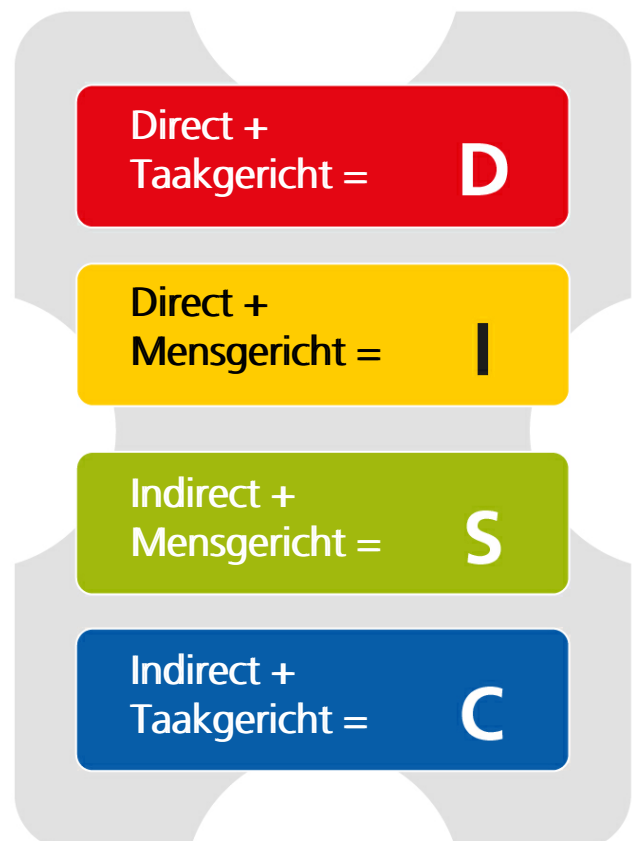 Direct +
Taakgericht = D
Direct +
Mensgericht = I
Indirect +
Mensgericht = S
Indirect +
Taakgericht = C